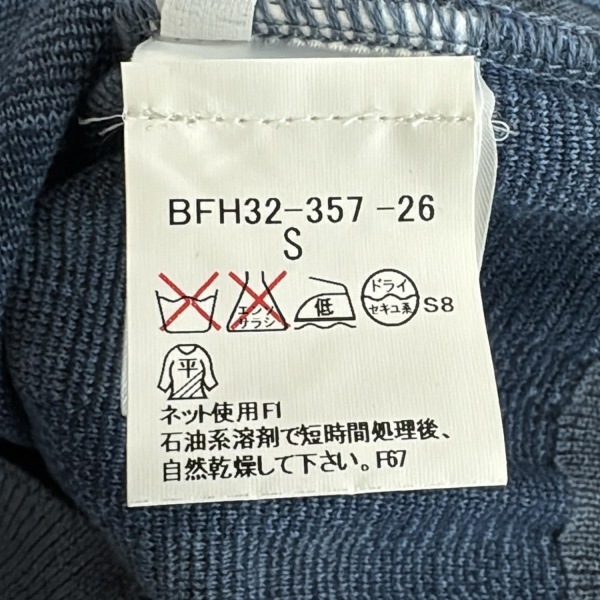 BFH32-357 -26
S
エンソ
サラシ
低
ドライ
セキユ系
S8
平
ネット使用F1
石油系溶剤で短時間処理後、
自然乾燥して下さい。F67